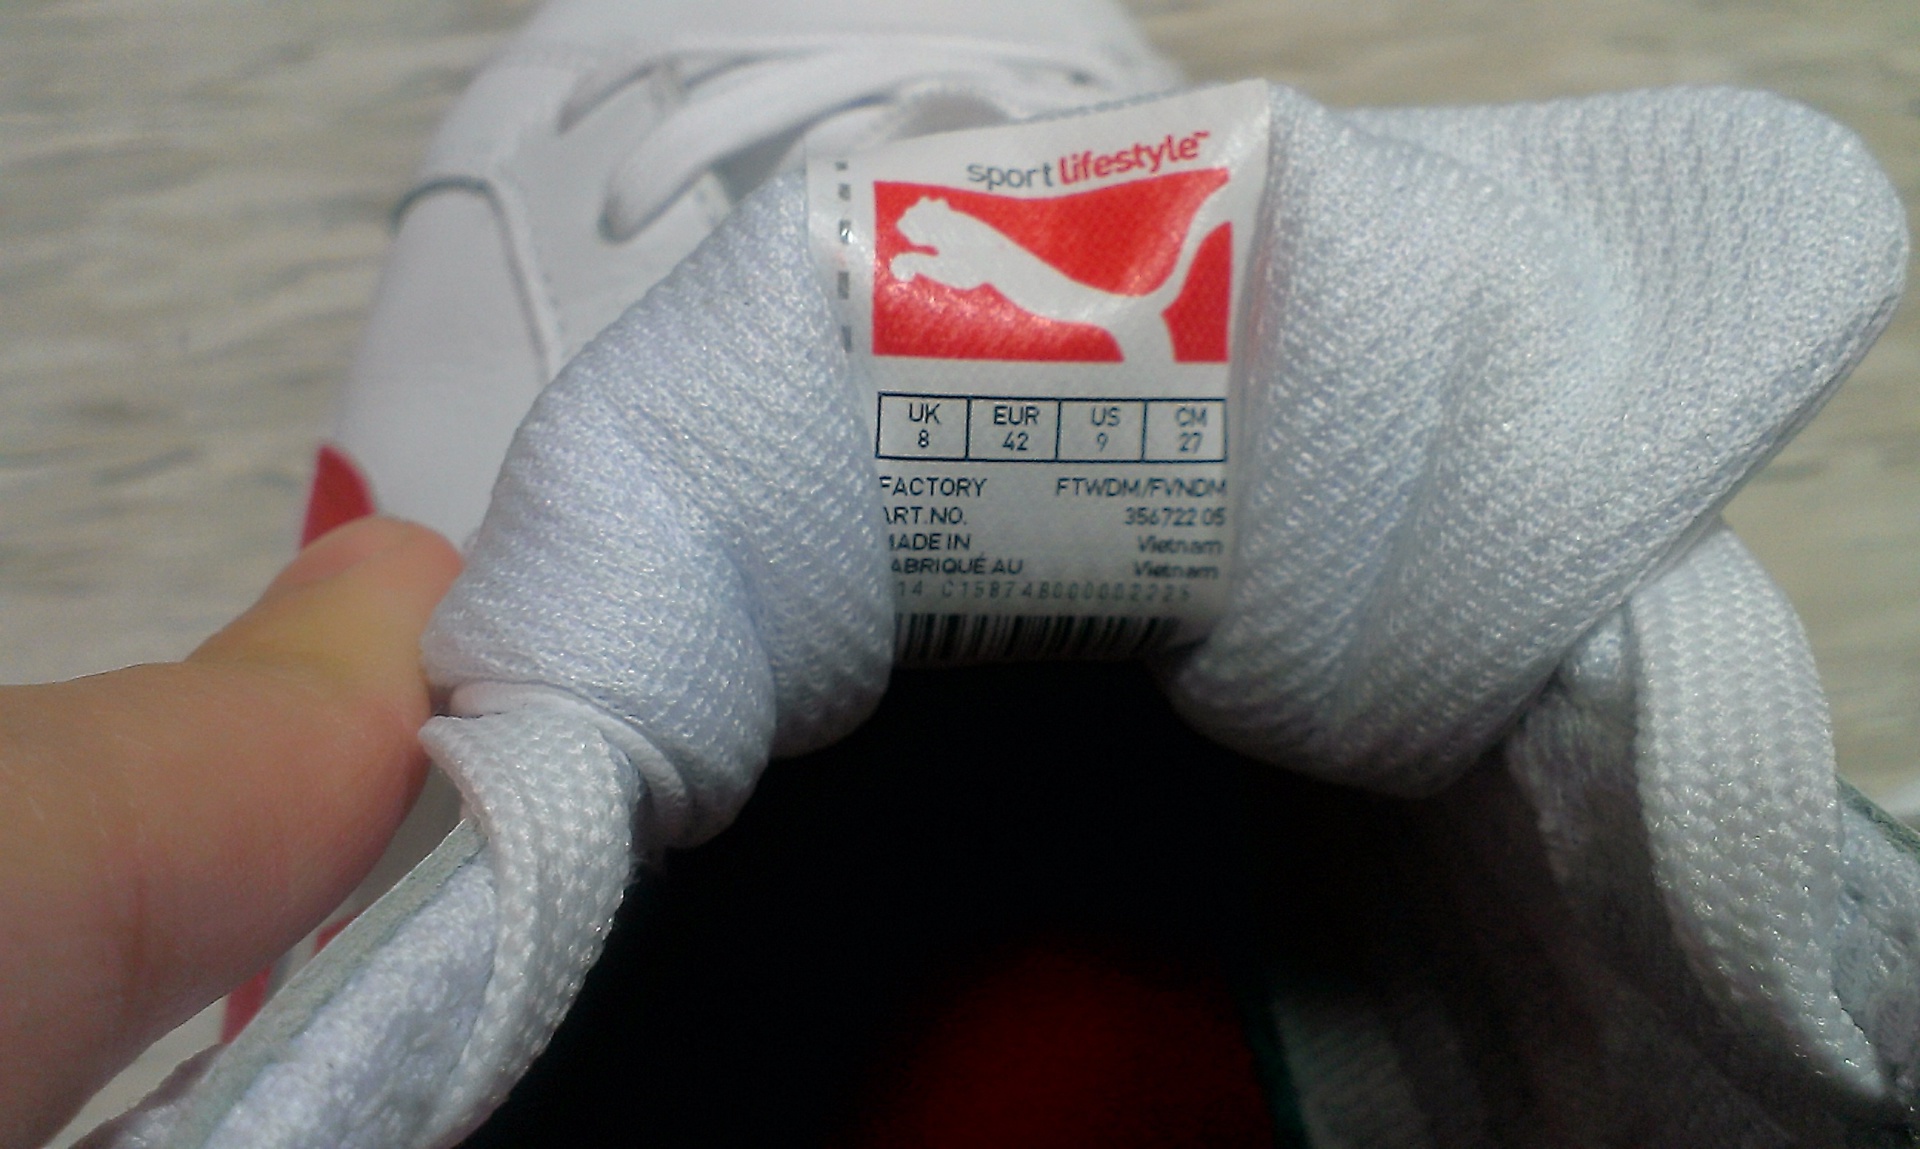 sport lifestyle™
UK EUR US CM
8 42 9 27
FACTORY FTWDM/FVNDM
ART.NO. 356722 05
MADE IN Vietnam
FABRIQUÉ AU Vietnam